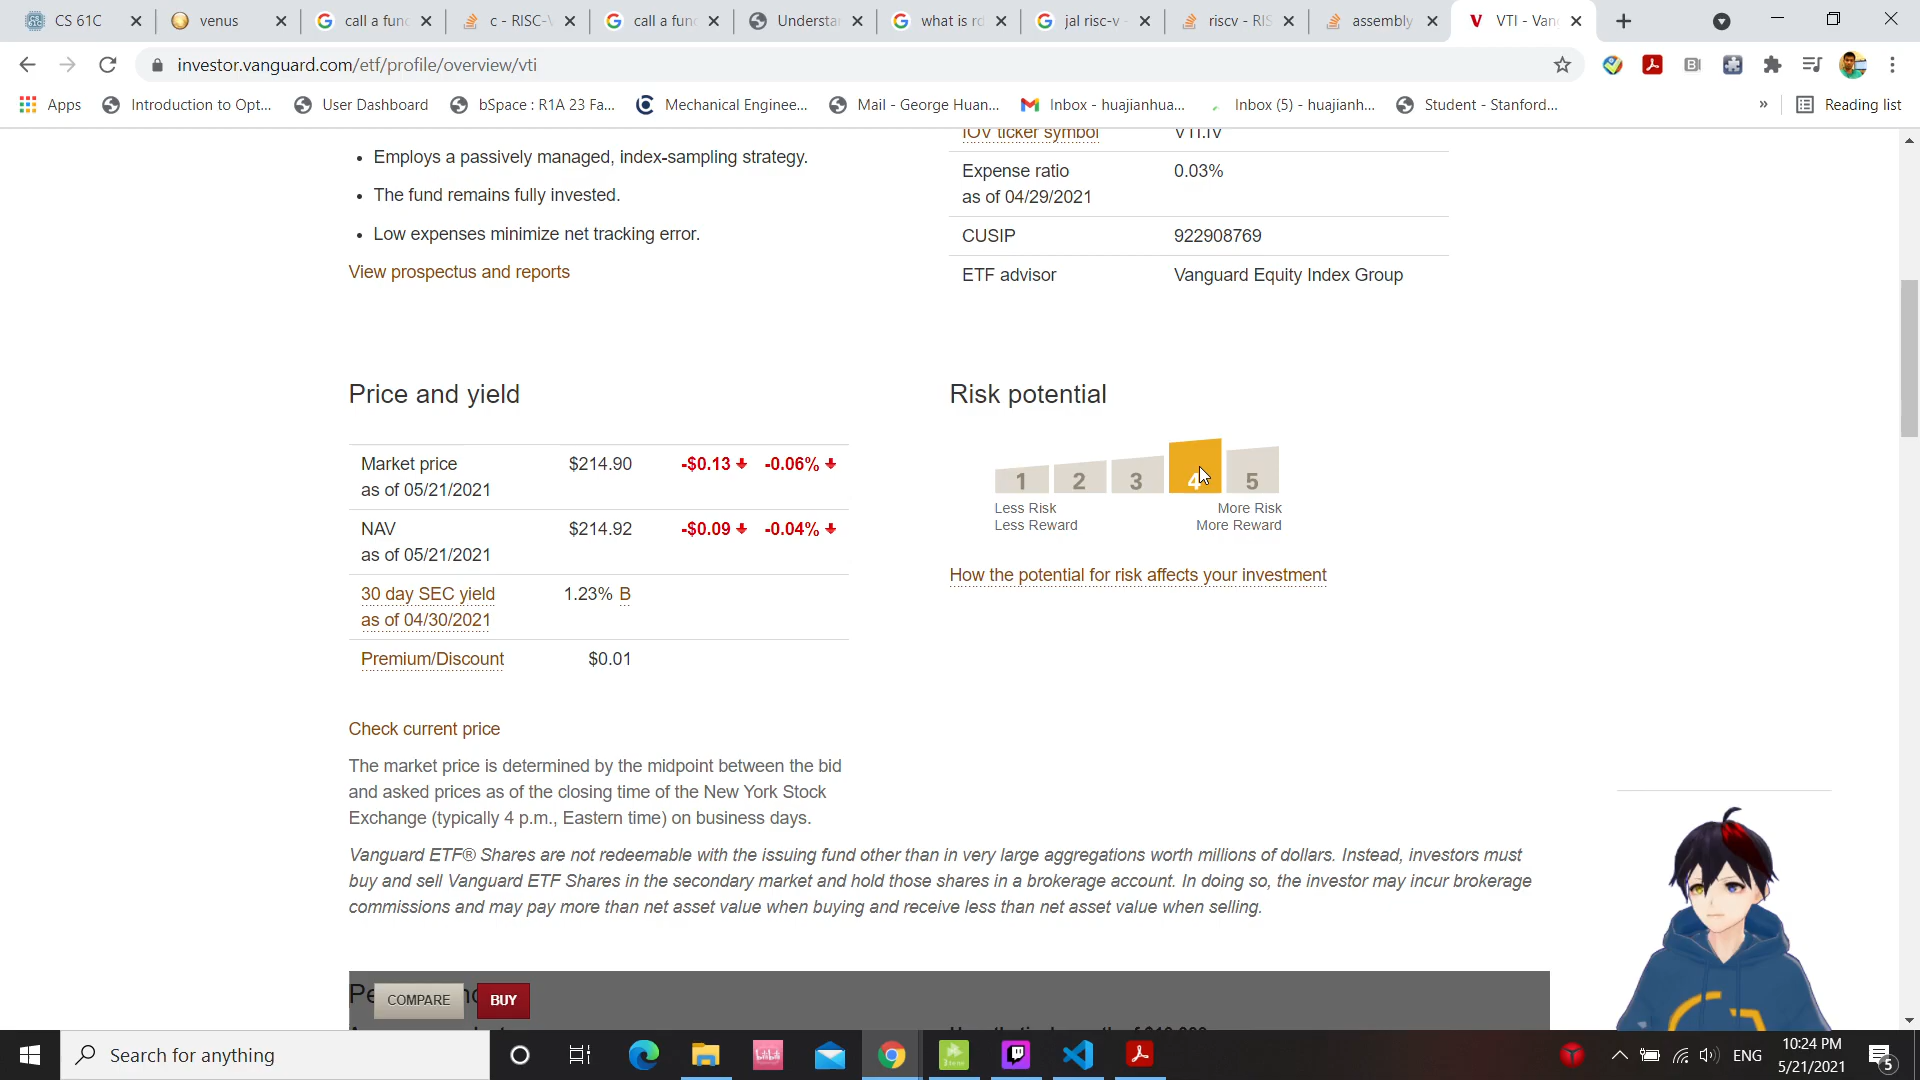 CS 61C
venus
call a func
c - RISC-V
call a func
Understa
what is rd
jal risc-v
riscv - RIS
assembly
VTI - Van
investor.vanguard.com/etf/profile/overview/vti
Apps
Introduction to Opt...
User Dashboard
bSpace : R1A 23 Fa...
Mechanical Enginee...
Mail - George Huan...
Inbox - huajianhua...
Inbox (5) - huajianh...
Student - Stanford...
»
Reading list
Employs a passively managed, index-sampling strategy.
The fund remains fully invested.
Low expenses minimize net tracking error.
View prospectus and reports
IOV ticker symbol VTI.IV
Expense ratio 0.03%
as of 04/29/2021
CUSIP 922908769
ETF advisor Vanguard Equity Index Group
Price and yield
Market price $214.90 -$0.13 -0.06%
as of 05/21/2021
NAV $214.92 -$0.09 -0.04%
as of 05/21/2021
30 day SEC yield 1.23% B
as of 04/30/2021
Premium/Discount $0.01
Risk potential
1 2 3 4 5
Less Risk More Risk
Less Reward More Reward
How the potential for risk affects your investment
Check current price
The market price is determined by the midpoint between the bid
and asked prices as of the closing time of the New York Stock
Exchange (typically 4 p.m., Eastern time) on business days.
Vanguard ETF® Shares are not redeemable with the issuing fund other than in very large aggregations worth millions of dollars. Instead, investors must
buy and sell Vanguard ETF Shares in the secondary market and hold those shares in a brokerage account. In doing so, the investor may incur brokerage
commissions and may pay more than net asset value when buying and receive less than net asset value when selling.
COMPARE
BUY
Search for anything
ENG
10:24 PM
5/21/2021
5